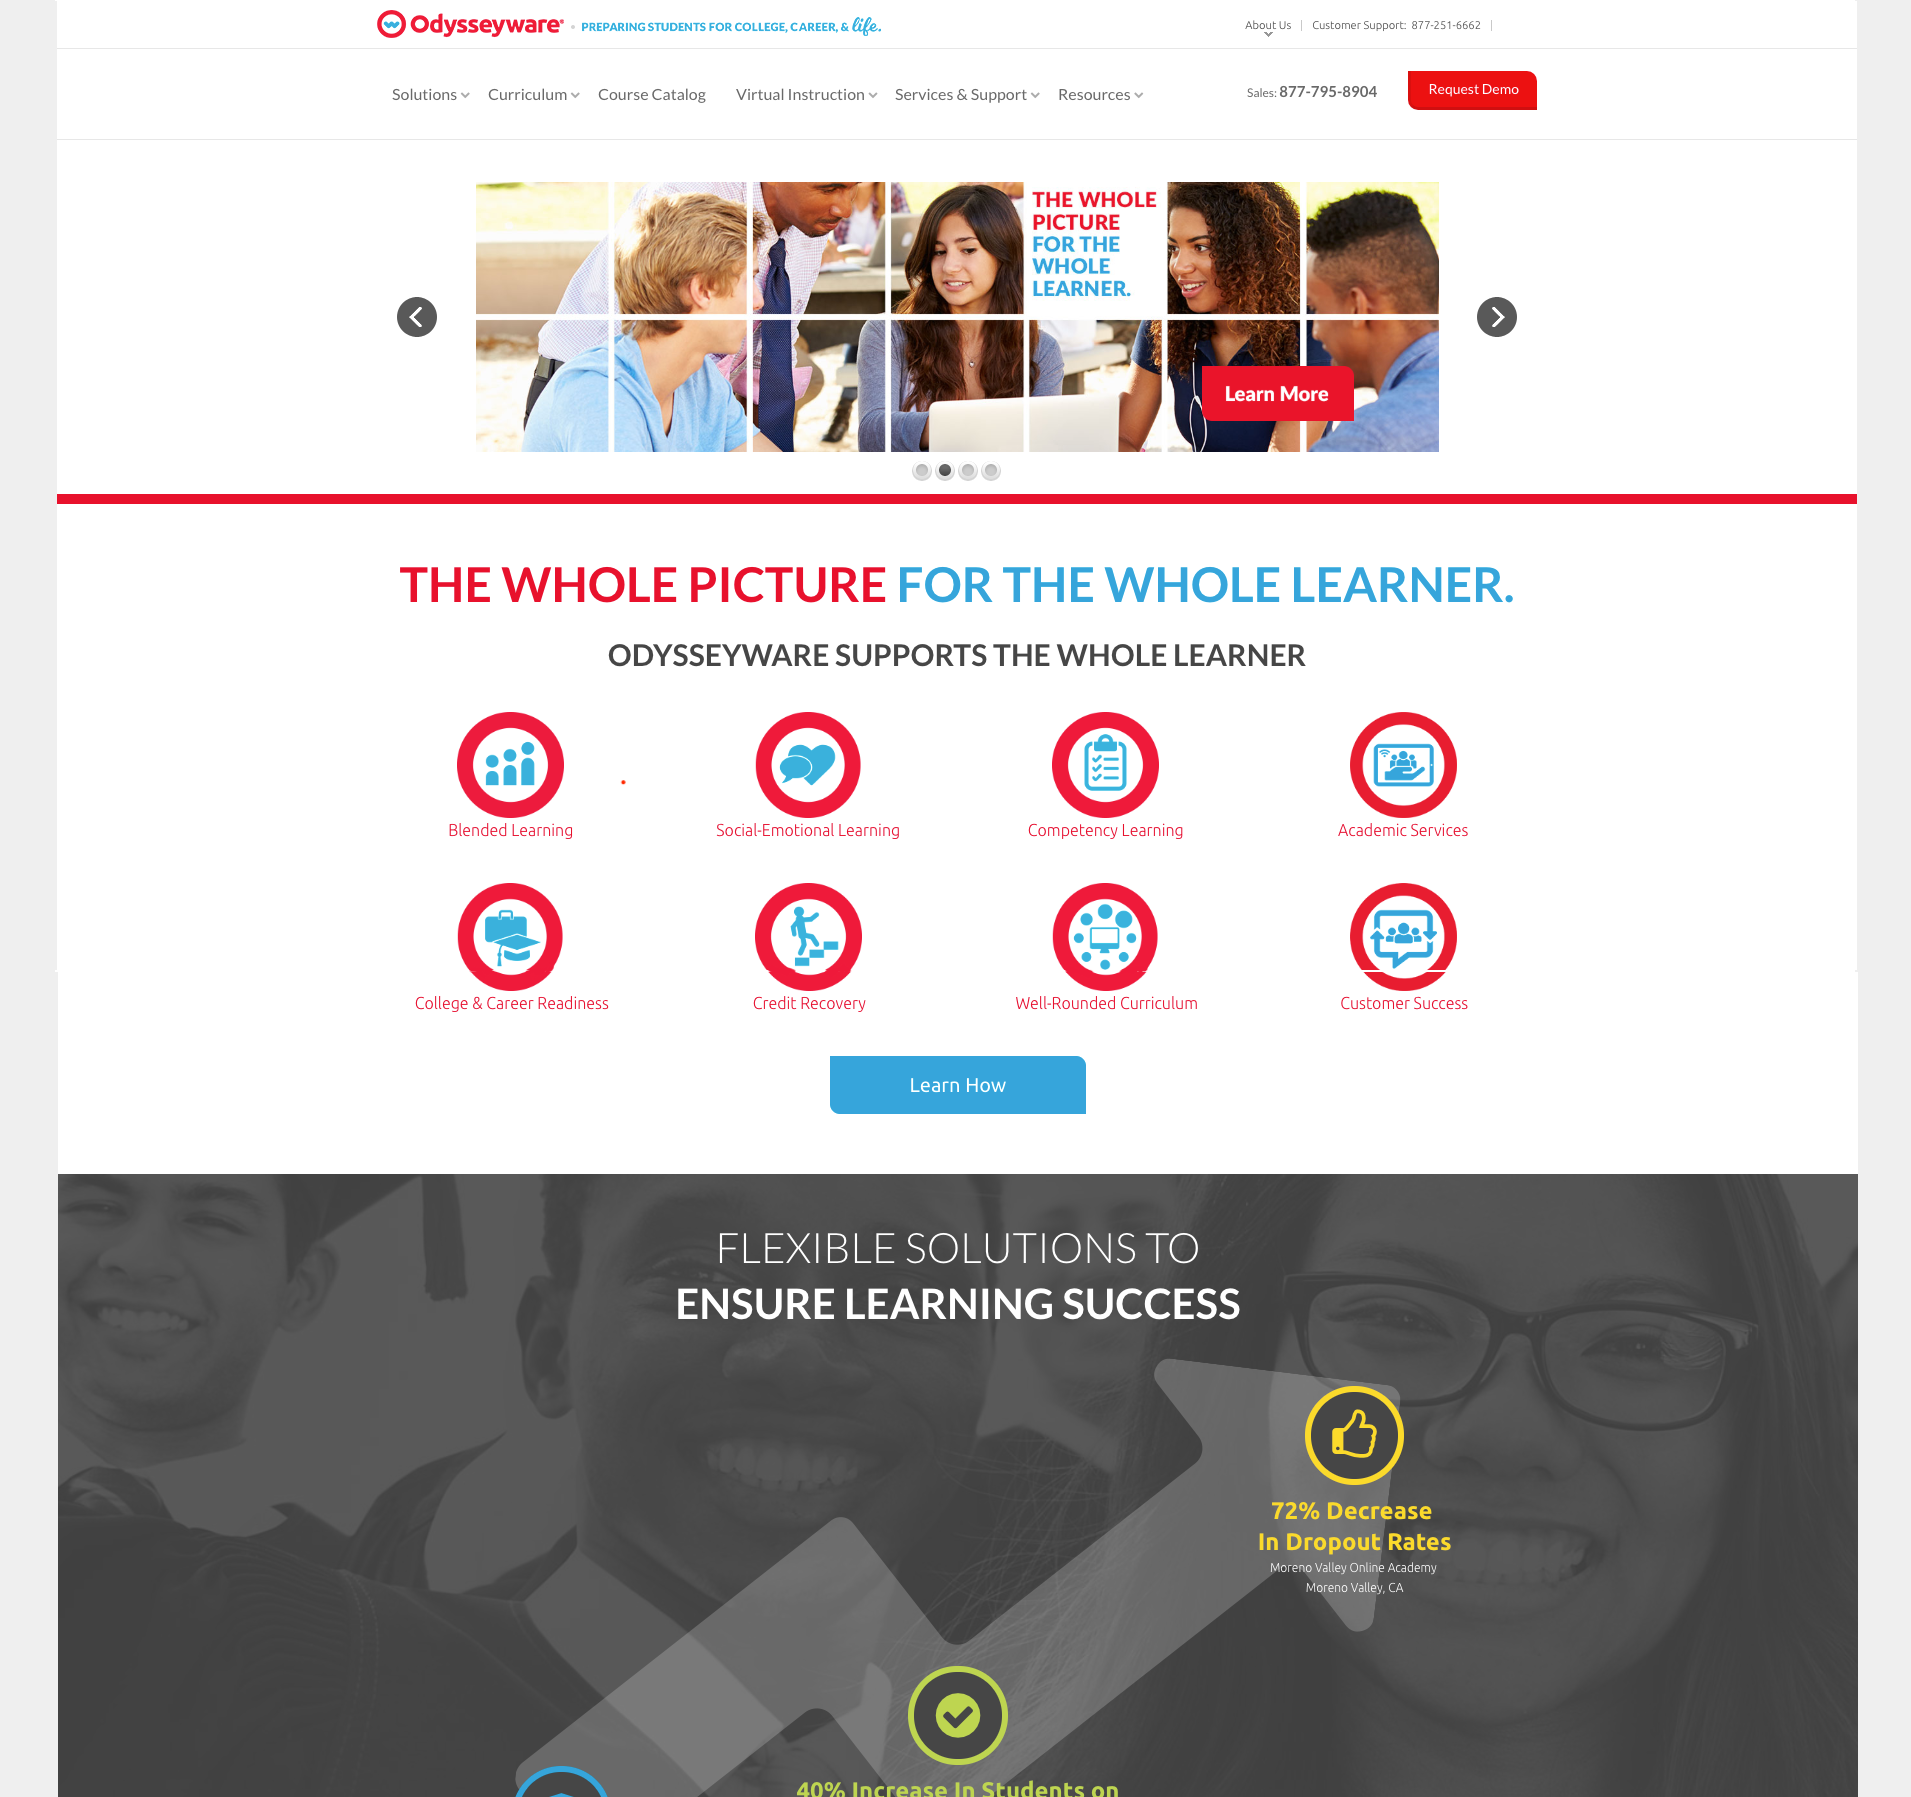 Odysseyware® • PREPARING STUDENTS FOR COLLEGE, CAREER, & life.
About Us
Customer Support: 877-251-6662
Solutions
Curriculum
Course Catalog
Virtual Instruction
Services & Support
Resources
Sales: 877-795-8904
Request Demo
THE WHOLE
PICTURE
FOR THE
WHOLE
LEARNER.
Learn More
THE WHOLE PICTURE FOR THE WHOLE LEARNER.
ODYSSEYWARE SUPPORTS THE WHOLE LEARNER
Blended Learning
Social-Emotional Learning
Competency Learning
Academic Services
College & Career Readiness
Credit Recovery
Well-Rounded Curriculum
Customer Success
Learn How
FLEXIBLE SOLUTIONS TO
ENSURE LEARNING SUCCESS
72% Decrease
In Dropout Rates
Moreno Valley Online Academy
Moreno Valley, CA
40% Increase In Students on